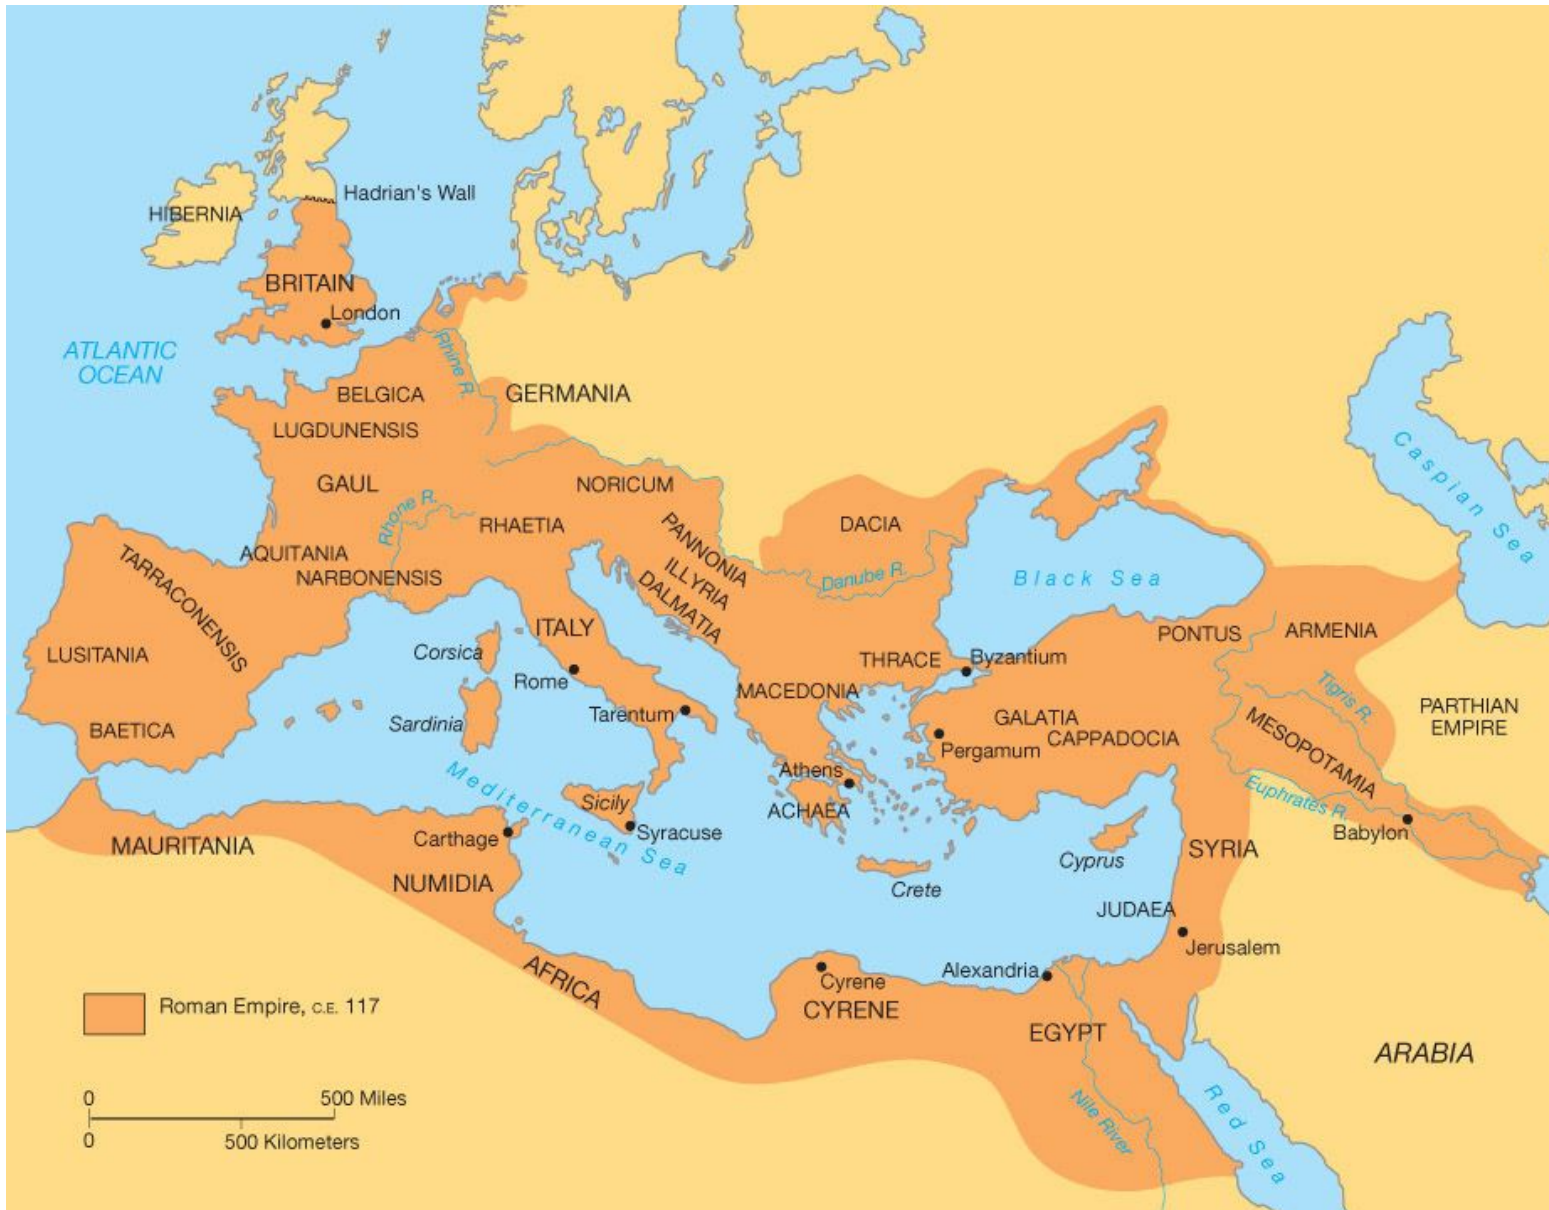 Hadrian's Wall
HIBERNIA
BRITAIN
London
ATLANTIC
OCEAN
Rhine R.
BELGICA
GERMANIA
LUGDUNENSIS
Caspian Sea
GAUL
NORICUM
Rhone R.
RHAETIA
DACIA
PANNONIA
AQUITANIA
TARRACONENSIS
ILLYRIA
NARBONENSIS
DALMATIA
Danube R.
Black Sea
ITALY
PONTUS
ARMENIA
Corsica
LUSITANIA
THRACE
Byzantium
Rome
MACEDONIA
Tigris R.
PARTHIAN
EMPIRE
Sardinia
Tarentum
GALATIA
BAETICA
CAPPADOCIA
Pergamum
MESOPOTAMIA
Athens
Mediterranean Sea
Sicily
ACHAEA
Euphrates R.
Syracuse
Babylon
Carthage
MAURITANIA
SYRIA
Cyprus
NUMIDIA
Crete
JUDAEA
Jerusalem
AFRICA
Alexandria
Cyrene
CYRENE
Roman Empire, C.E. 117
EGYPT
ARABIA
Nile River
Red Sea
0 500 Miles
0 500 Kilometers